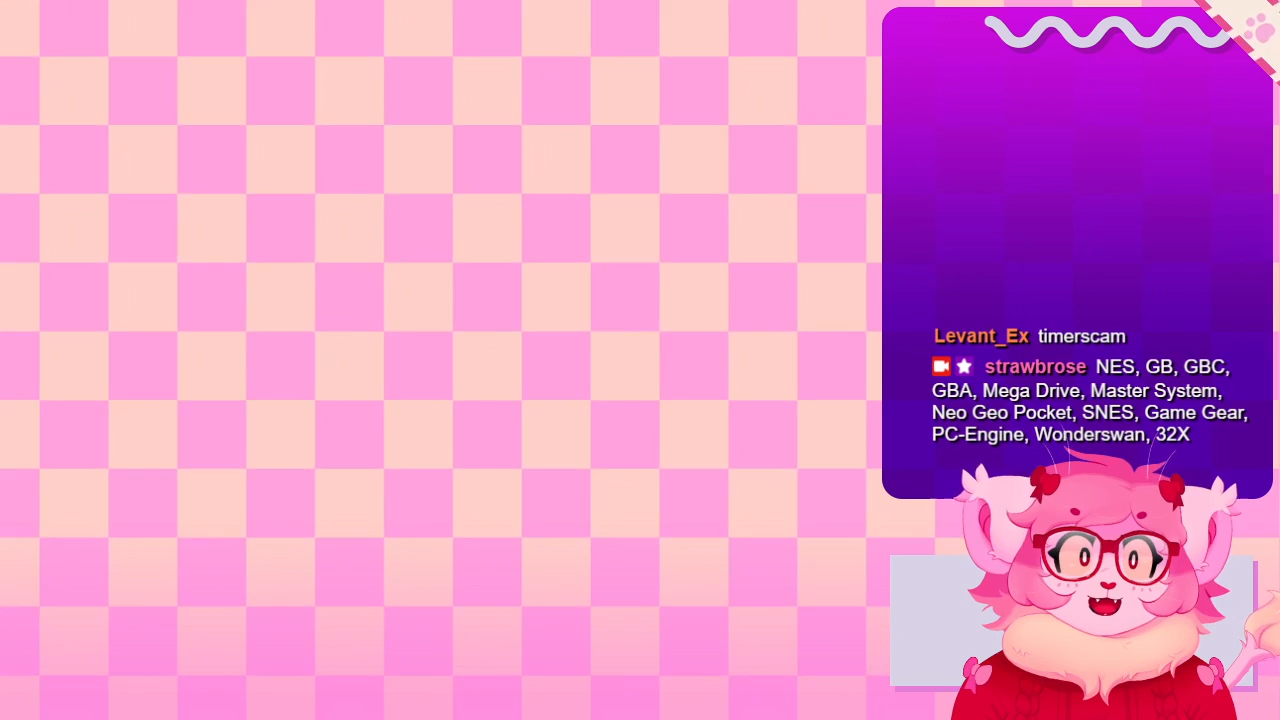 Levant_Ex timerscam
strawbrose NES, GB, GBC,
GBA, Mega Drive, Master System,
Neo Geo Pocket, SNES, Game Gear,
PC-Engine, Wonderswan, 32X